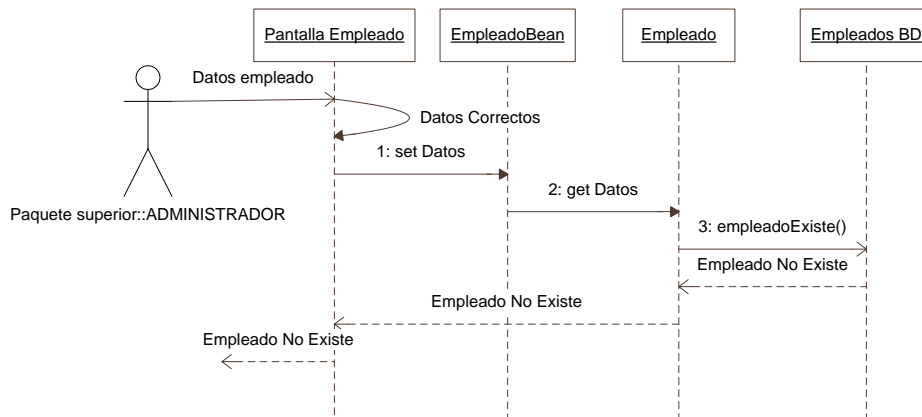 Pantalla Empleado
EmpleadoBean
Empleado
Empleados BD
Datos empleado
Datos Correctos
1: set Datos
2: get Datos
Paquete superior::ADMINISTRADOR
3: empleadoExiste()
Empleado No Existe
Empleado No Existe
Empleado No Existe